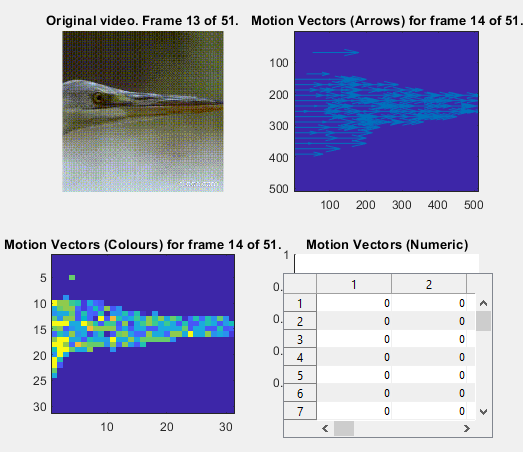 Original video. Frame 13 of 51.
Motion Vectors (Arrows) for frame 14 of 51.
100
200
300
400
500
100 200 300 400 500
Motion Vectors (Colours) for frame 14 of 51.
5
10
15
20
25
30
10 20 30
Motion Vectors (Numeric)
1
0.
0.
0.
0.
1 2
1 0 0
2 0 0
3 0 0
4 0 0
5 0 0
6 0 0
7 0 0